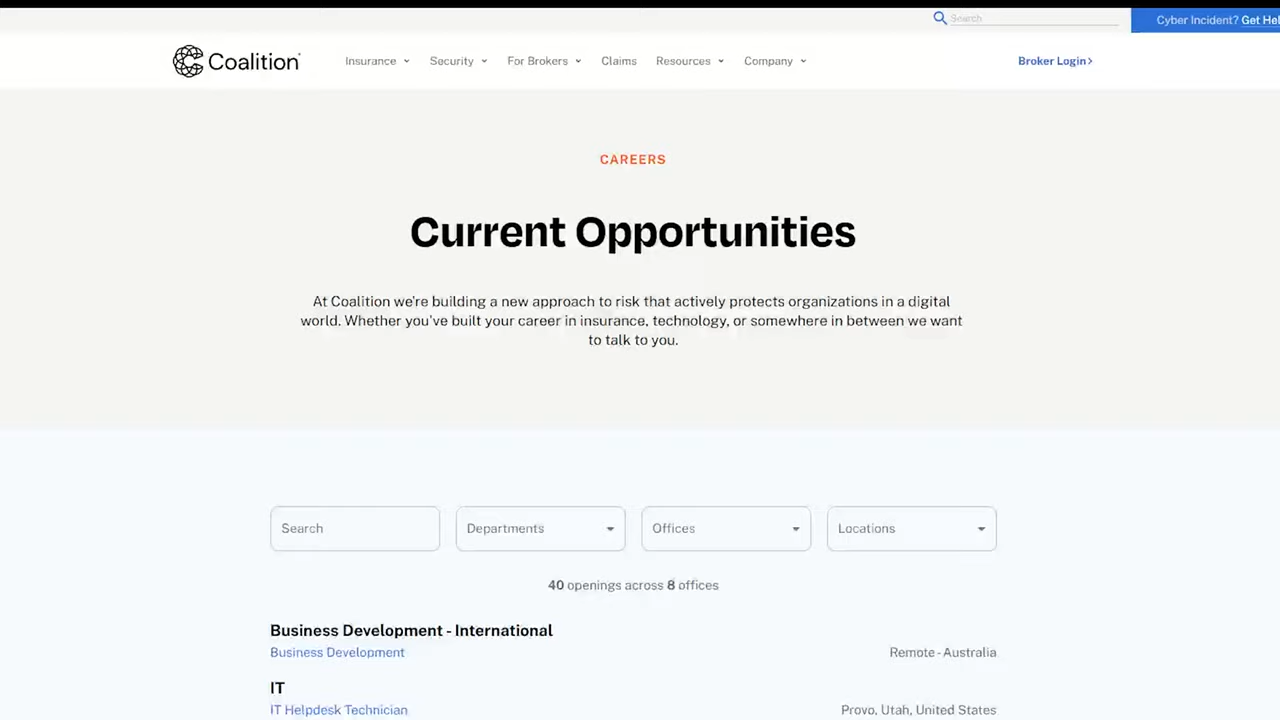 Search
Cyber Incident? Get Hel
Coalition
Insurance
Security
For Brokers
Claims
Resources
Company
Broker Login
CAREERS
Current Opportunities
At Coalition we're building a new approach to risk that actively protects organizations in a digital
world. Whether you've built your career in insurance, technology, or somewhere in between we want
to talk to you.
Search
Departments
Offices
Locations
40 openings across 8 offices
Business Development - International
Business Development
Remote - Australia
IT
IT Helpdesk Technician
Provo, Utah, United States